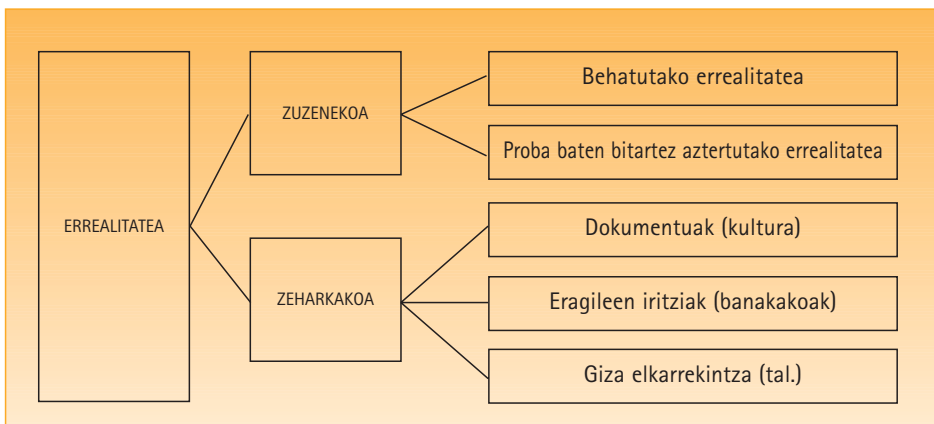 ERREALITATEA
ZUZENEKOA
Behatutako errealitatea
Proba baten bitartez aztertutako errealitatea
ZEHARKAKOA
Dokumentuak (kultura)
Eragileen iritziak (banakakoak)
Giza elkarrekintza (tal.)